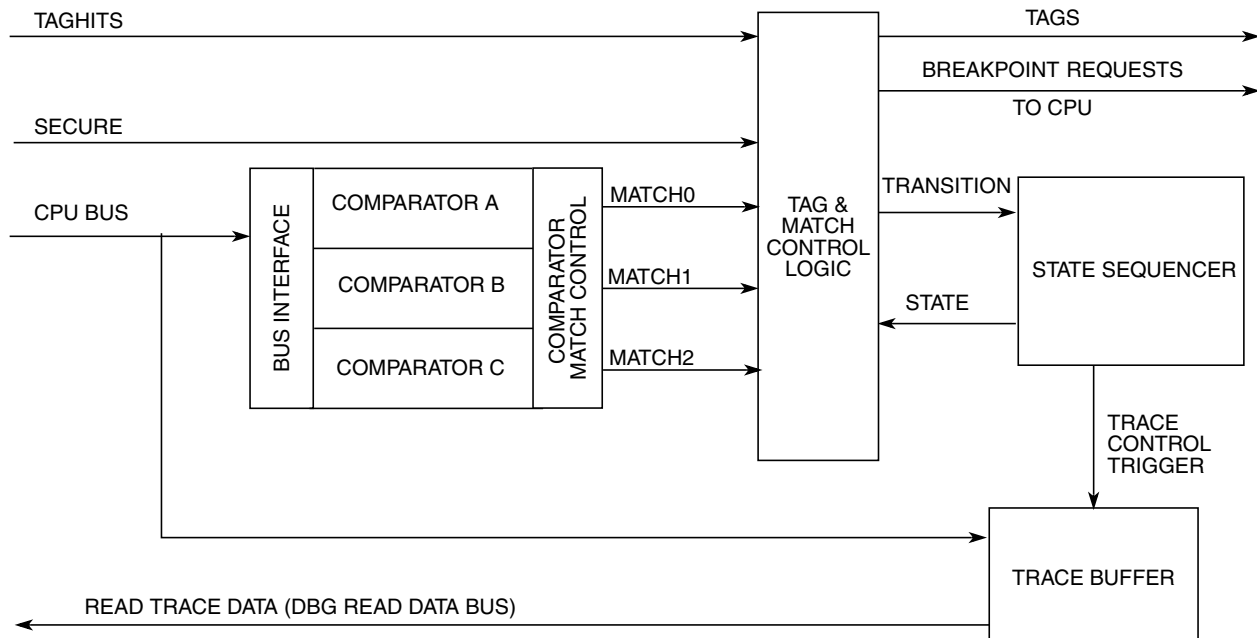 TAGHITS
TAGS
BREAKPOINT REQUESTS
TO CPU
SECURE
CPU BUS
BUS INTERFACE
COMPARATOR A
COMPARATOR B
COMPARATOR C
COMPARATOR
MATCH CONTROL
MATCH0
MATCH1
MATCH2
TAG &
MATCH
CONTROL
LOGIC
TRANSITION
STATE
STATE SEQUENCER
TRACE
CONTROL
TRIGGER
TRACE BUFFER
READ TRACE DATA (DBG READ DATA BUS)